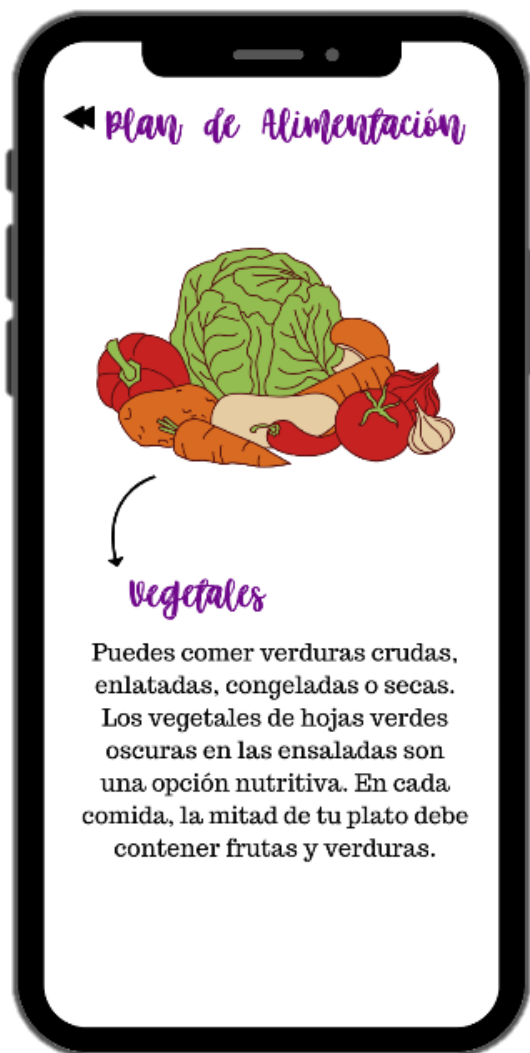 Plan de Alimentación
Vegetales
Puedes comer verduras crudas,
enlatadas, congeladas o secas.
Los vegetales de hojas verdes
oscuras en las ensaladas son
una opción nutritiva. En cada
comida, la mitad de tu plato debe
contener frutas y verduras.